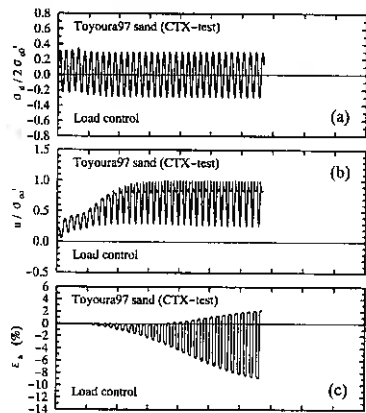 0.8
0.6
0.4
0.2
0.0
−0.2
−0.4
−0.6
−0.8
σd/2σ'c0
Toyoura97 sand (CTX-test)
(a)
Load control
1.5
1.0
0.5
0.0
−0.5
Toyoura97 sand (CTX-test)
(b)
Load control
6
4
2
0
−2
−4
−6
−8
−10
−12
−14
(%)
Toyoura97 sand (CTX-test)
Load control
(c)